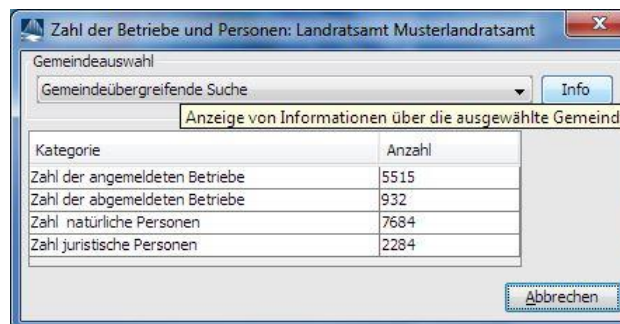 Zahl der Betriebe und Personen: Landratsamt Musterlandratsamt
Gemeindeauswahl
Gemeindeübergreifende Suche Info
Anzeige von Informationen über die ausgewählte Gemeind
Kategorie Anzahl
Zahl der angemeldeten Betriebe 5515
Zahl der abgemeldeten Betriebe 932
Zahl natürliche Personen 7684
Zahl juristische Personen 2284
Abbrechen